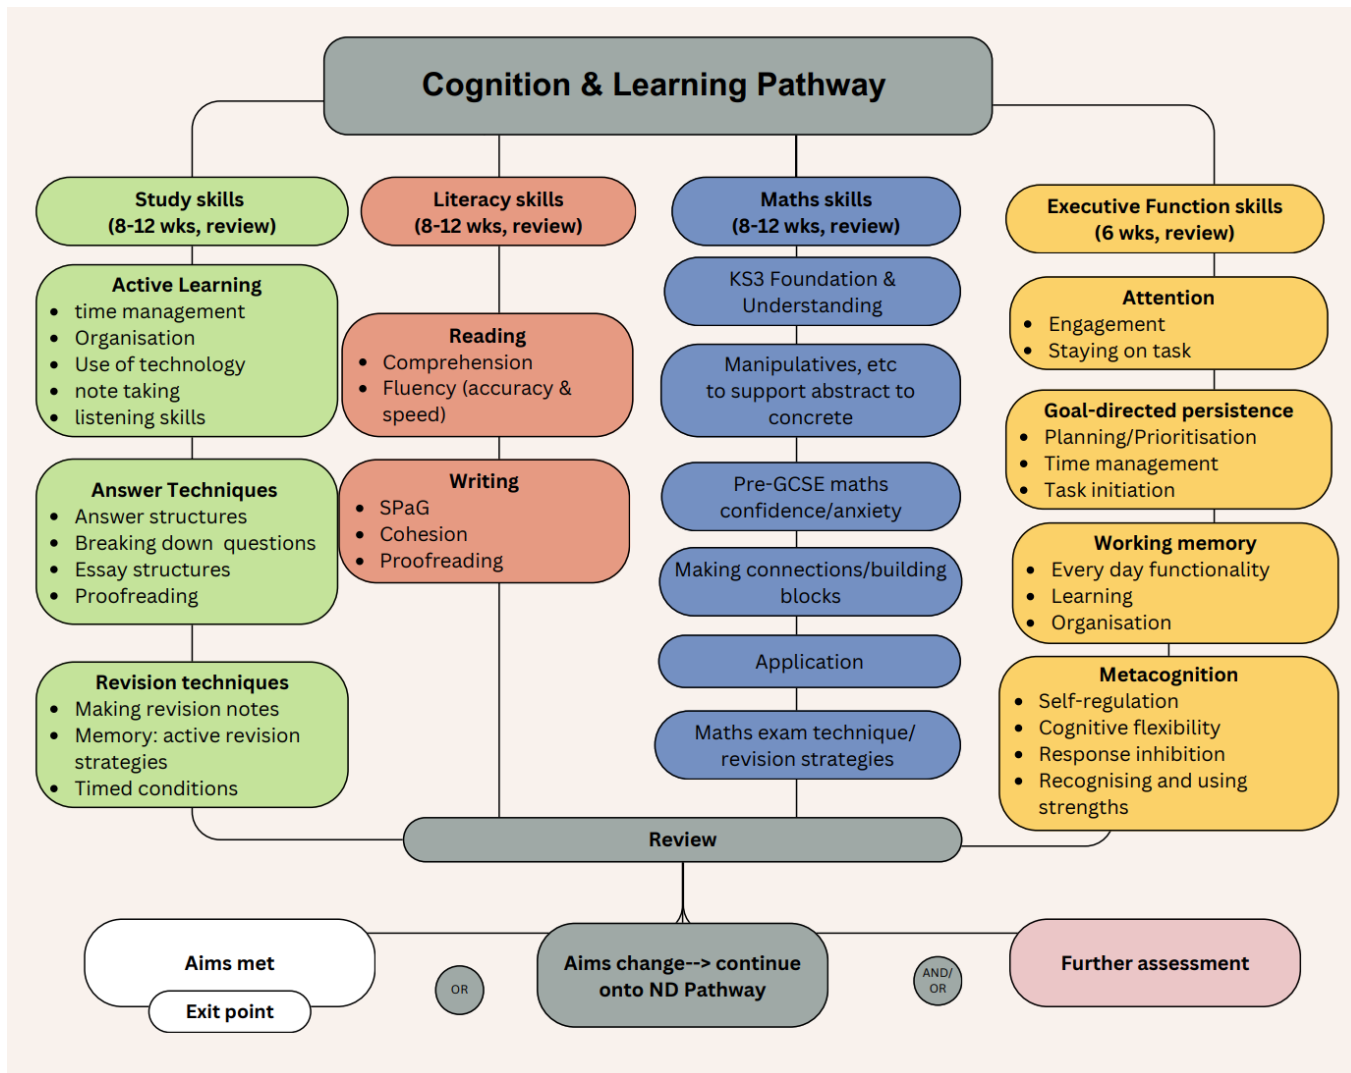 Cognition & Learning Pathway
Study skills
(8-12 wks, review)
Active Learning
time management
Organisation
Use of technology
note taking
listening skills
Answer Techniques
Answer structures
Breaking down questions
Essay structures
Proofreading
Revision techniques
Making revision notes
Memory: active revision
strategies
Timed conditions
Literacy skills
(8-12 wks, review)
Reading
Comprehension
Fluency (accuracy &
speed)
Writing
SPaG
Cohesion
Proofreading
Maths skills
(8-12 wks, review)
KS3 Foundation &
Understanding
Manipulatives, etc
to support abstract to
concrete
Pre-GCSE maths
confidence/anxiety
Making connections/building
blocks
Application
Maths exam technique/
revision strategies
Executive Function skills
(6 wks, review)
Attention
Engagement
Staying on task
Goal-directed persistence
Planning/Prioritisation
Time management
Task initiation
Working memory
Every day functionality
Learning
Organisation
Metacognition
Self-regulation
Cognitive flexibility
Response inhibition
Recognising and using
strengths
Review
Aims met
Exit point
OR
Aims change--> continue
onto ND Pathway
AND/
OR
Further assessment